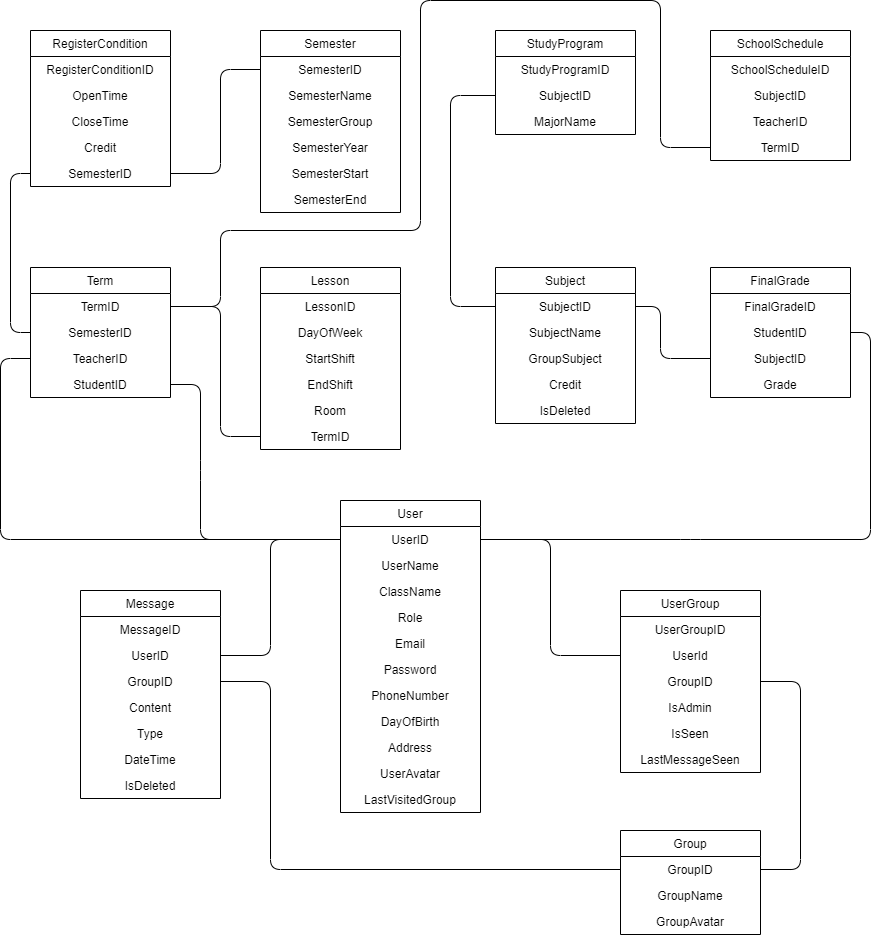 RegisterCondition
RegisterConditionID
OpenTime
CloseTime
Credit
SemesterID
Semester
SemesterID
SemesterName
SemesterGroup
SemesterYear
SemesterStart
SemesterEnd
StudyProgram
StudyProgramID
SubjectID
MajorName
SchoolSchedule
SchoolScheduleID
SubjectID
TeacherID
TermID
Term
TermID
SemesterID
TeacherID
StudentID
Lesson
LessonID
DayOfWeek
StartShift
EndShift
Room
TermID
Subject
SubjectID
SubjectName
GroupSubject
Credit
IsDeleted
FinalGrade
FinalGradeID
StudentID
SubjectID
Grade
User
UserID
UserName
ClassName
Role
Email
Password
PhoneNumber
DayOfBirth
Address
UserAvatar
LastVisitedGroup
Message
MessageID
UserID
GroupID
Content
Type
DateTime
IsDeleted
UserGroup
UserGroupID
UserId
GroupID
IsAdmin
IsSeen
LastMessageSeen
Group
GroupID
GroupName
GroupAvatar